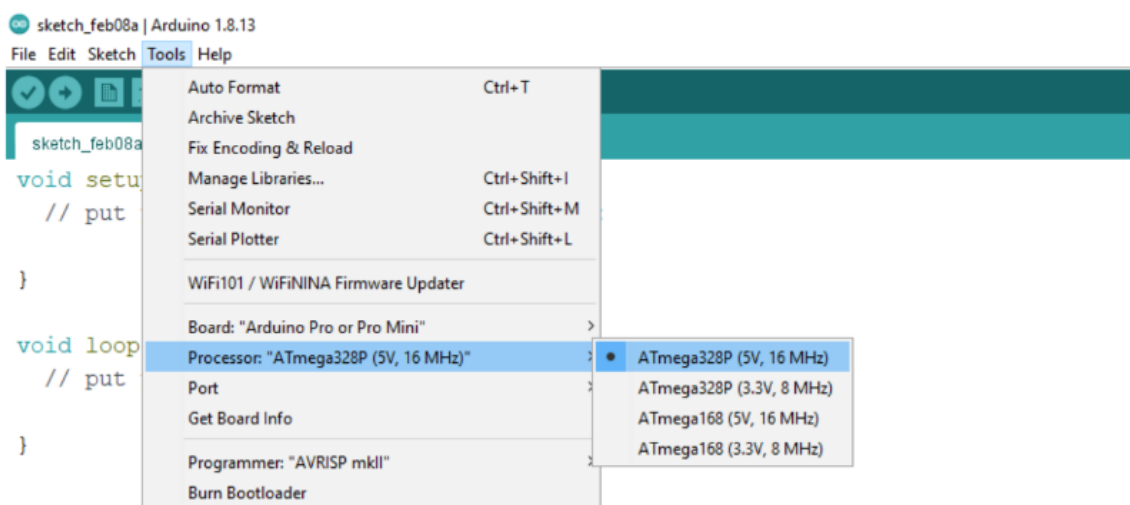 sketch_feb08a | Arduino 1.8.13
File Edit Sketch Tools Help
sketch_feb08a
void setu
// put
}
void loop
// put
}
Auto Format Ctrl+T
Archive Sketch
Fix Encoding & Reload
Manage Libraries... Ctrl+Shift+I
Serial Monitor Ctrl+Shift+M
Serial Plotter Ctrl+Shift+L
WiFi101 / WiFiNINA Firmware Updater
Board: "Arduino Pro or Pro Mini"
Processor: "ATmega328P (5V, 16 MHz)"
Port
Get Board Info
Programmer: "AVRISP mkII"
Burn Bootloader
ATmega328P (5V, 16 MHz)
ATmega328P (3.3V, 8 MHz)
ATmega168 (5V, 16 MHz)
ATmega168 (3.3V, 8 MHz)